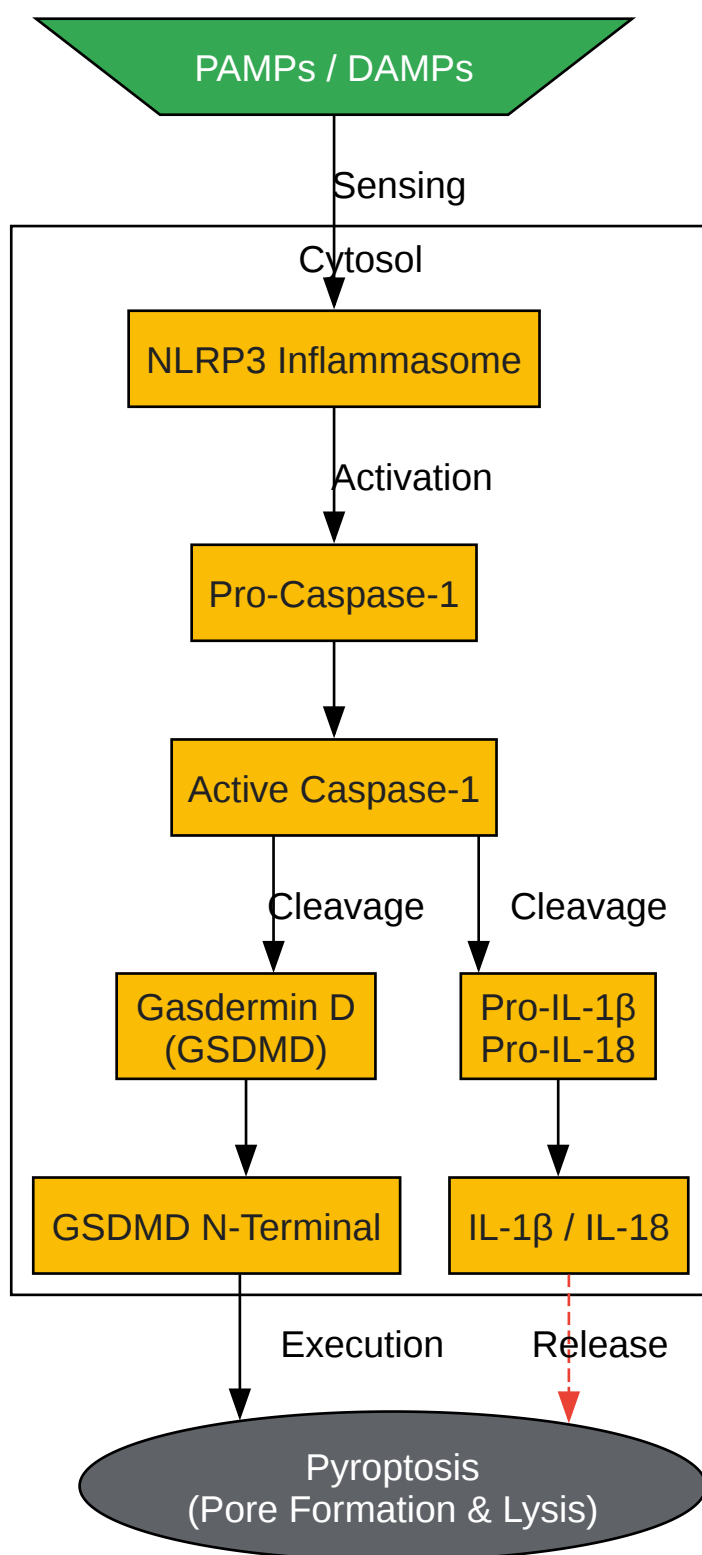 PAMPs / DAMPs
Sensing
Cytosol
NLRP3 Inflammasome
Activation
Pro-Caspase-1
Active Caspase-1
Cleavage
Cleavage
Gasdermin D
(GSDMD)
Pro-IL-1β
Pro-IL-18
GSDMD N-Terminal
IL-1β / IL-18
Execution
Release
Pyroptosis
(Pore Formation & Lysis)